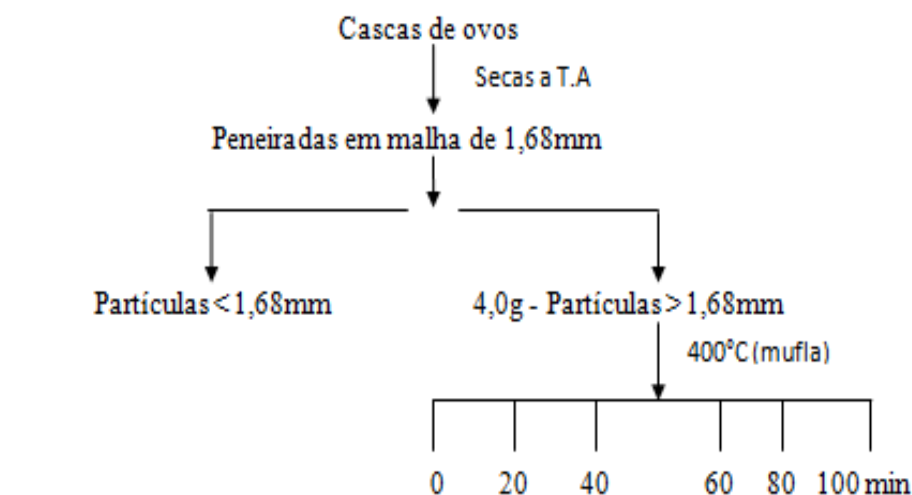 Cascas de ovos
Secas a T.A
Peneiradas em malha de 1,68mm
Partículas<1,68mm
4,0g - Partículas>1,68mm
400°C (mufla)
0 20 40 60 80 100 min